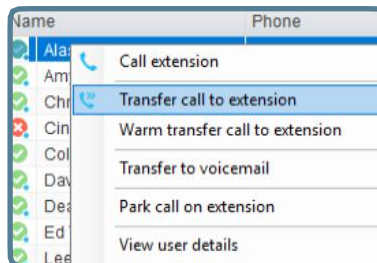 Name Phone
Ala
Call extension
Am
Chr
Transfer call to extension
Cin
Warm transfer call to extension
Col
Transfer to voicemail
Dav
Dea
Park call on extension
Ed
View user details
Lee